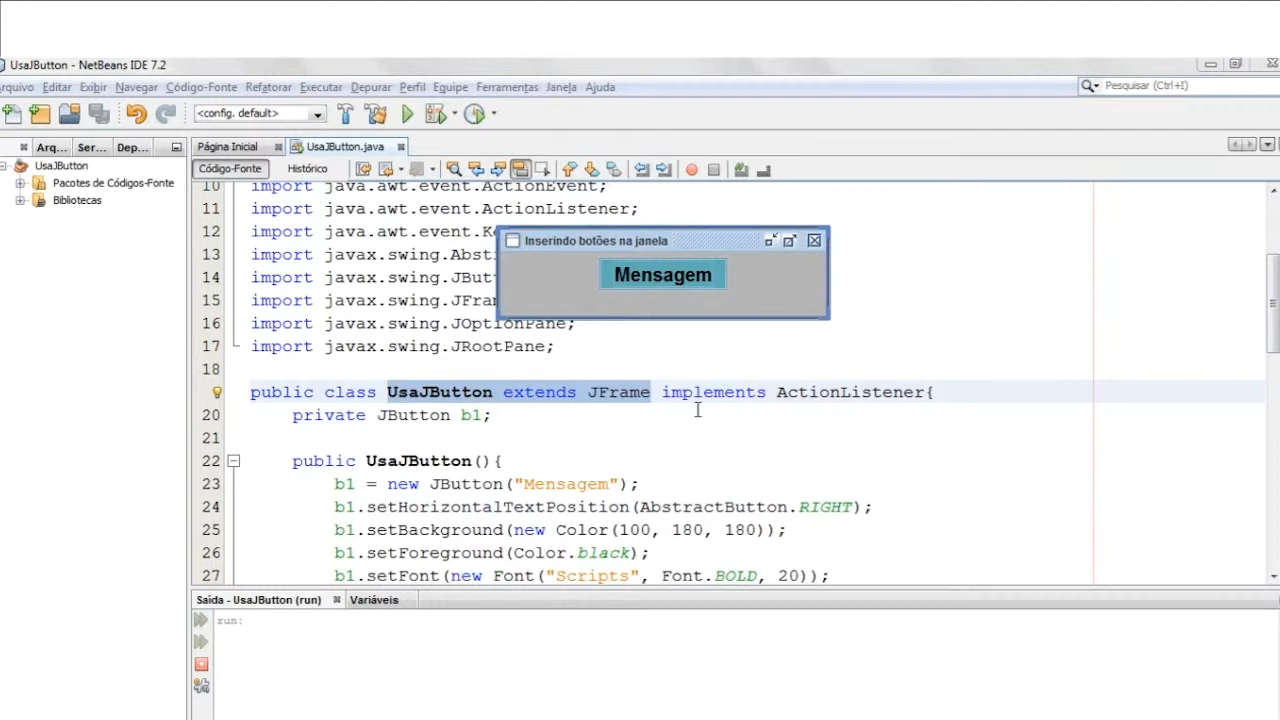 UsaJButton - NetBeans IDE 7.2
rquivo Editar Exibir Navegar Código-Fonte Refatorar Executar Depurar Perfil Equipe Ferramentas Janela Ajuda
Pesquisar (Ctrl+I)
<config. default>
Arq... Ser... Dep...
Página Inicial UsaJButton.java
UsaJButton
Pacotes de Códigos-Fonte
Bibliotecas
Código-Fonte Histórico
10 import java.awt.event.ActionEvent;
11 import java.awt.event.ActionListener;
12 import java.awt.event.Ke
13 import javax.swing.Abst
14 import javax.swing.JBut
15 import javax.swing.JFra
16 import javax.swing.JOptionPane;
17 import javax.swing.JRootPane;
18
public class UsaJButton extends JFrame implements ActionListener{
20 private JButton b1;
21
22 public UsaJButton(){
23 b1 = new JButton("Mensagem");
24 b1.setHorizontalTextPosition(AbstractButton.RIGHT);
25 b1.setBackground(new Color(100, 180, 180));
26 b1.setForeground(Color.black);
27 b1.setFont(new Font("Scripts", Font.BOLD, 20));
Inserindo botões na janela
Mensagem
Saída - UsaJButton (run) Variáveis
run: